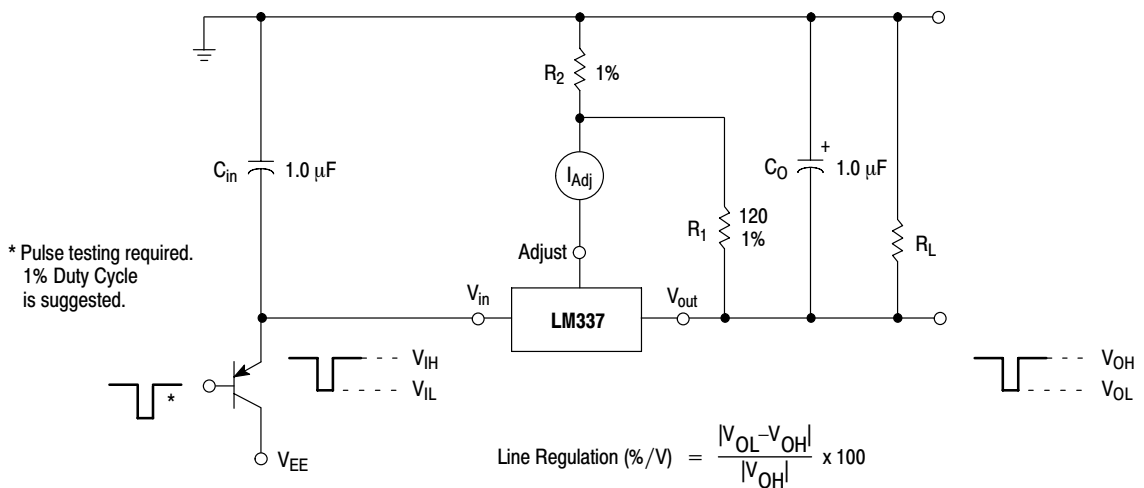 R2 1%
Cin 1.0 μF
IAdj
CO + 1.0 μF
R1 120
1%
RL
* Pulse testing required.
1% Duty Cycle
is suggested.
Adjust
Vin
LM337
Vout
VIH
VIL
*
VEE
VOH
VOL
Line Regulation (%/V) = |VOL–VOH| / |VOH| x 100